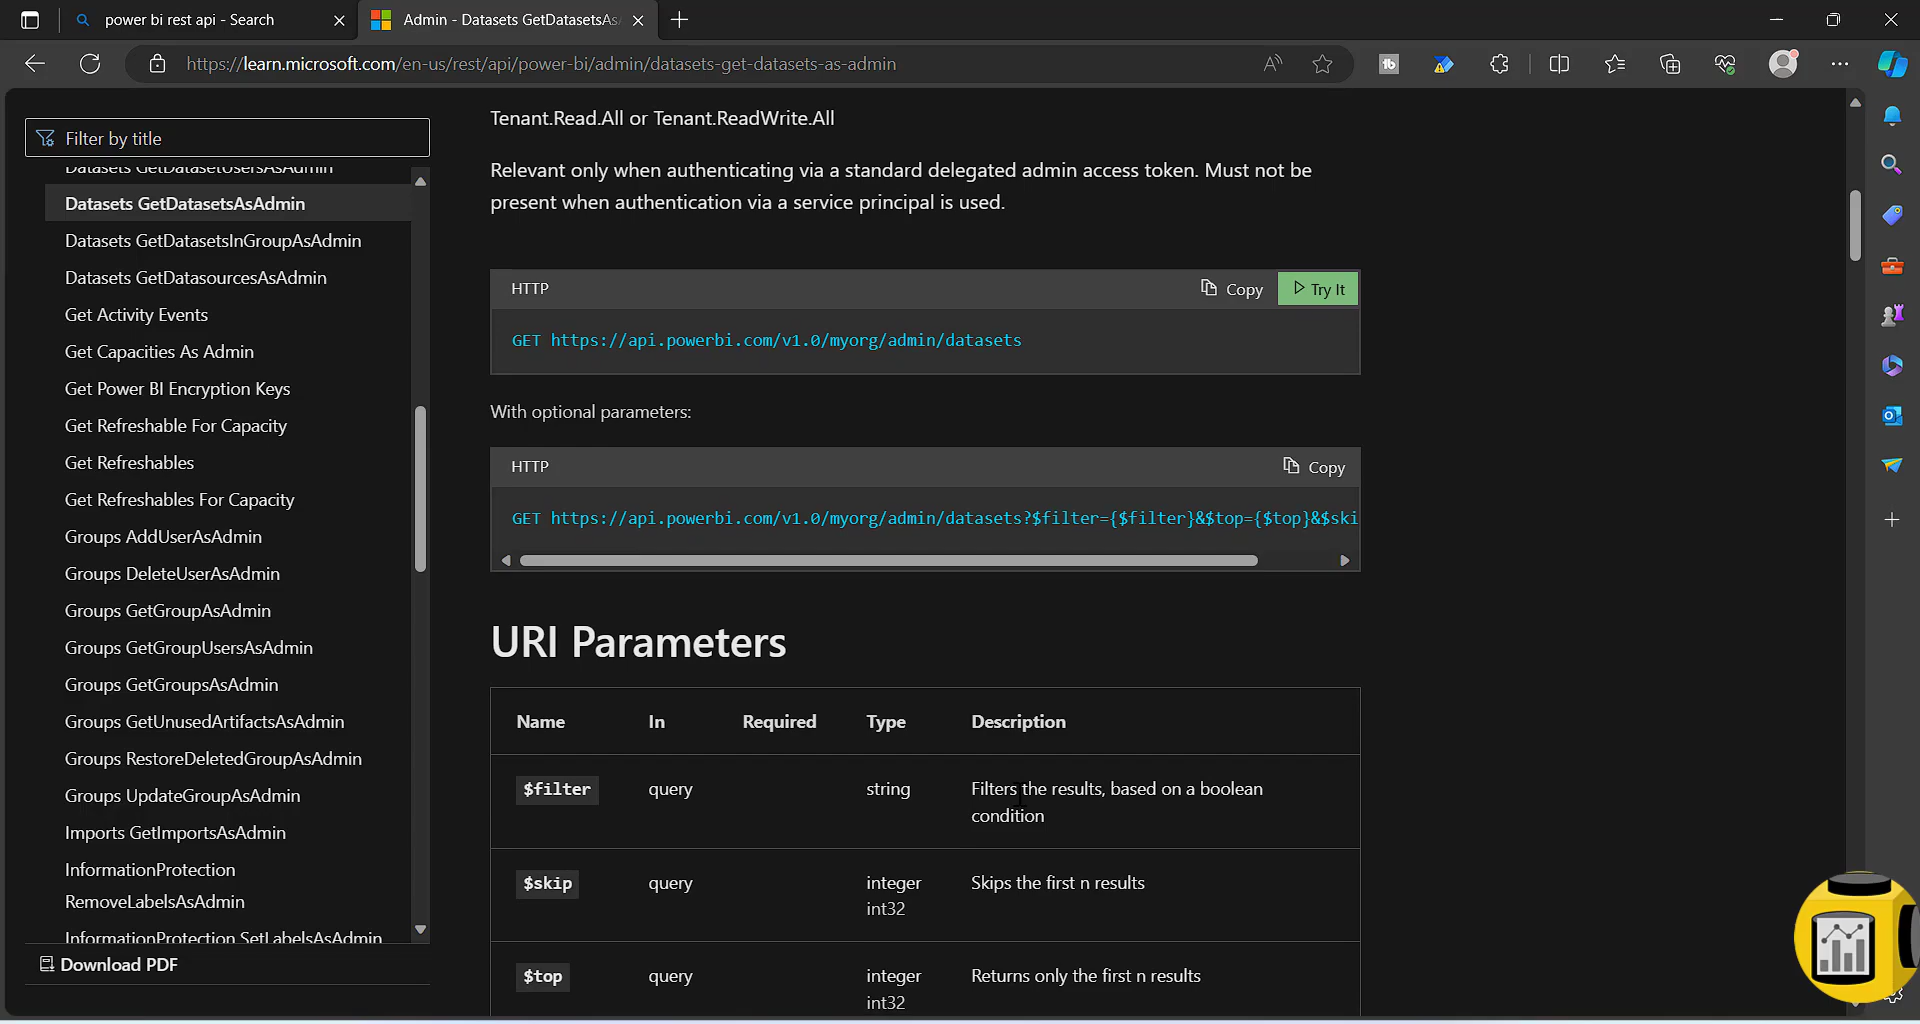 power bi rest api - Search
Admin - Datasets GetDatasetsAs
https://learn.microsoft.com/en-us/rest/api/power-bi/admin/datasets-get-datasets-as-admin
Filter by title
Datasets GetDatasetUsersAsAdmin
Datasets GetDatasetsAsAdmin
Datasets GetDatasetsInGroupAsAdmin
Datasets GetDatasourcesAsAdmin
Get Activity Events
Get Capacities As Admin
Get Power BI Encryption Keys
Get Refreshable For Capacity
Get Refreshables
Get Refreshables For Capacity
Groups AddUserAsAdmin
Groups DeleteUserAsAdmin
Groups GetGroupAsAdmin
Groups GetGroupUsersAsAdmin
Groups GetGroupsAsAdmin
Groups GetUnusedArtifactsAsAdmin
Groups RestoreDeletedGroupAsAdmin
Groups UpdateGroupAsAdmin
Imports GetImportsAsAdmin
InformationProtection
RemoveLabelsAsAdmin
InformationProtection SetLabelsAsAdmin
Download PDF
Tenant.Read.All or Tenant.ReadWrite.All
Relevant only when authenticating via a standard delegated admin access token. Must not be
present when authentication via a service principal is used.
HTTP Copy Try It
GET https://api.powerbi.com/v1.0/myorg/admin/datasets
With optional parameters:
HTTP Copy
GET https://api.powerbi.com/v1.0/myorg/admin/datasets?$filter={$filter}&$top={$top}&$ski
URI Parameters
Name In Required Type Description
$filter query string Filters the results, based on a boolean
condition
$skip query integer Skips the first n results
int32
$top query integer Returns only the first n results
int32